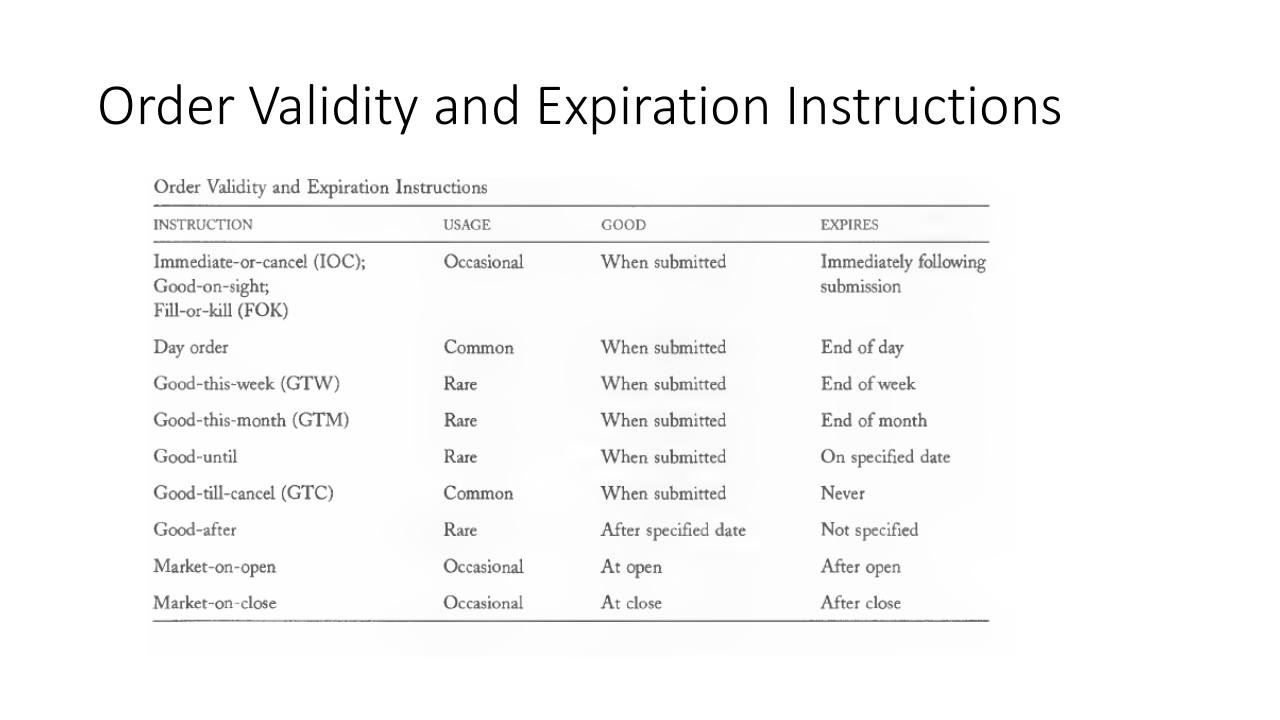 Order Validity and Expiration Instructions
Order Validity and Expiration Instructions
INSTRUCTION USAGE GOOD EXPIRES
Immediate-or-cancel (IOC); Occasional When submitted Immediately following
Good-on-sight; submission
Fill-or-kill (FOK)
Day order Common When submitted End of day
Good-this-week (GTW) Rare When submitted End of week
Good-this-month (GTM) Rare When submitted End of month
Good-until Rare When submitted On specified date
Good-till-cancel (GTC) Common When submitted Never
Good-after Rare After specified date Not specified
Market-on-open Occasional At open After open
Market-on-close Occasional At close After close